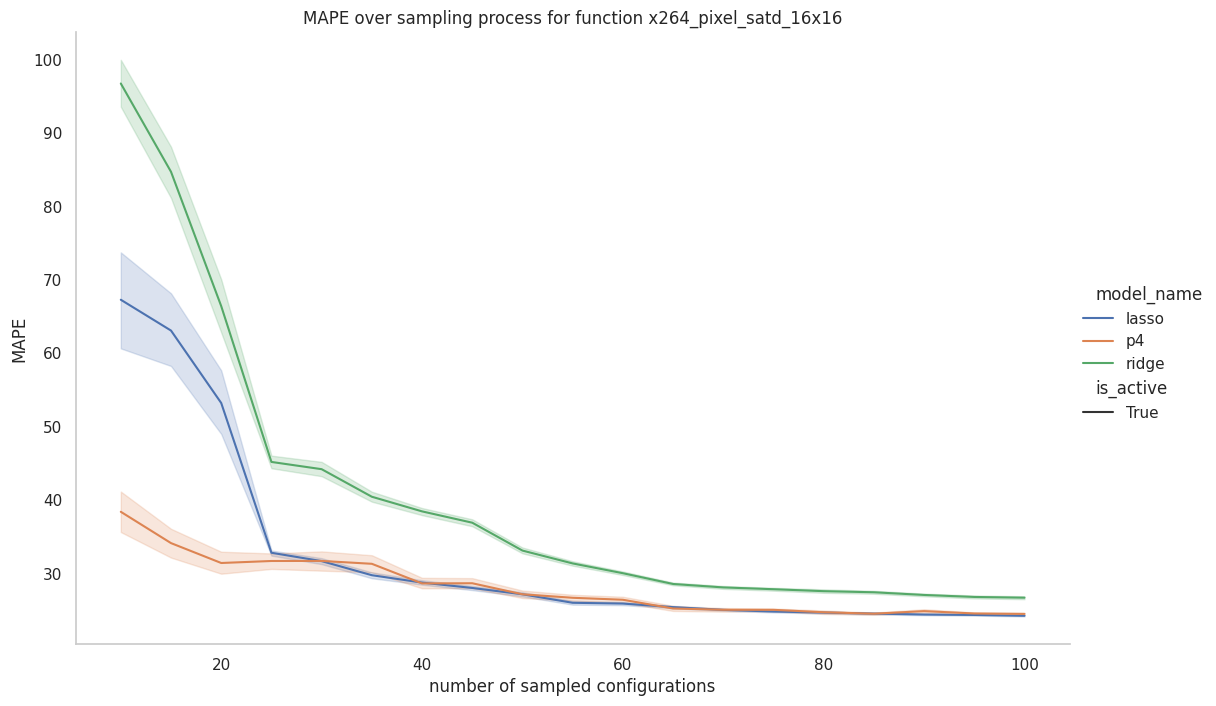 MAPE over sampling process for function x264_pixel_satd_16x16
100
90
80
70
60
50
40
30
MAPE
20
40
60
80
100
number of sampled configurations
model_name
lasso
p4
ridge
is_active
True